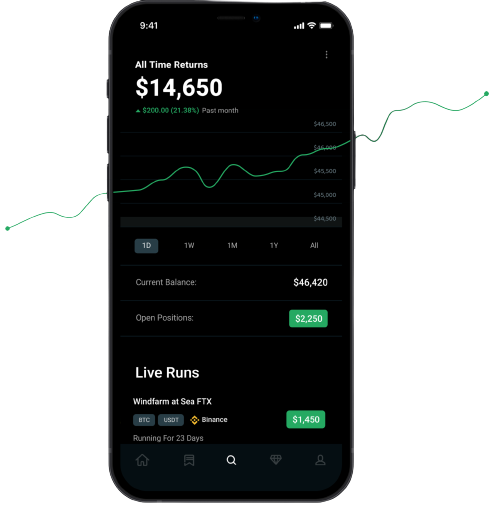 9:41
All Time Returns
$14,650
$200.00 (21.38%) Past month
$46,500
$46,000
$45,500
$45,000
$44,500
1D 1W 1M 1Y All
Current Balance: $46,420
Open Positions: $2,250
Live Runs
Windfarm at Sea FTX
BTC USDT Binance $1,450
Running For 23 Days